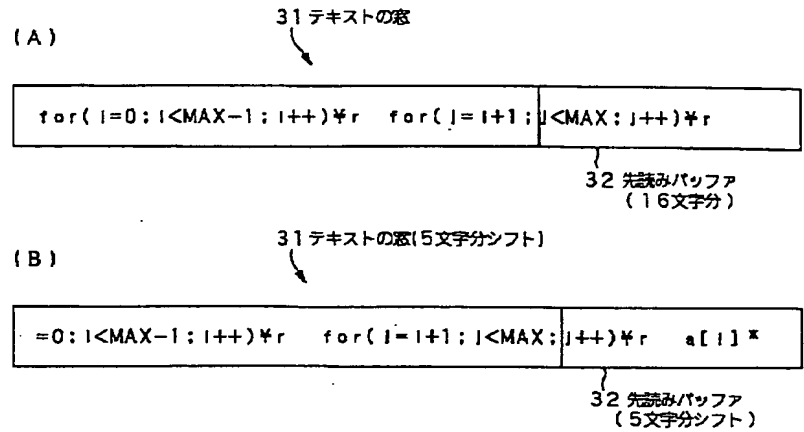 31 テキストの窓
(A)
for(i=0;i<MAX-1;i++)¥r for(j=i+1;j<MAX;j++)¥r
32 先読みバッファ
(16文字分)
31 テキストの窓(5文字分シフト)
(B)
=0;i<MAX-1;i++)¥r for(j=i+1;j<MAX;j++)¥r a[i]*
32 先読みバッファ
(5文字分シフト)